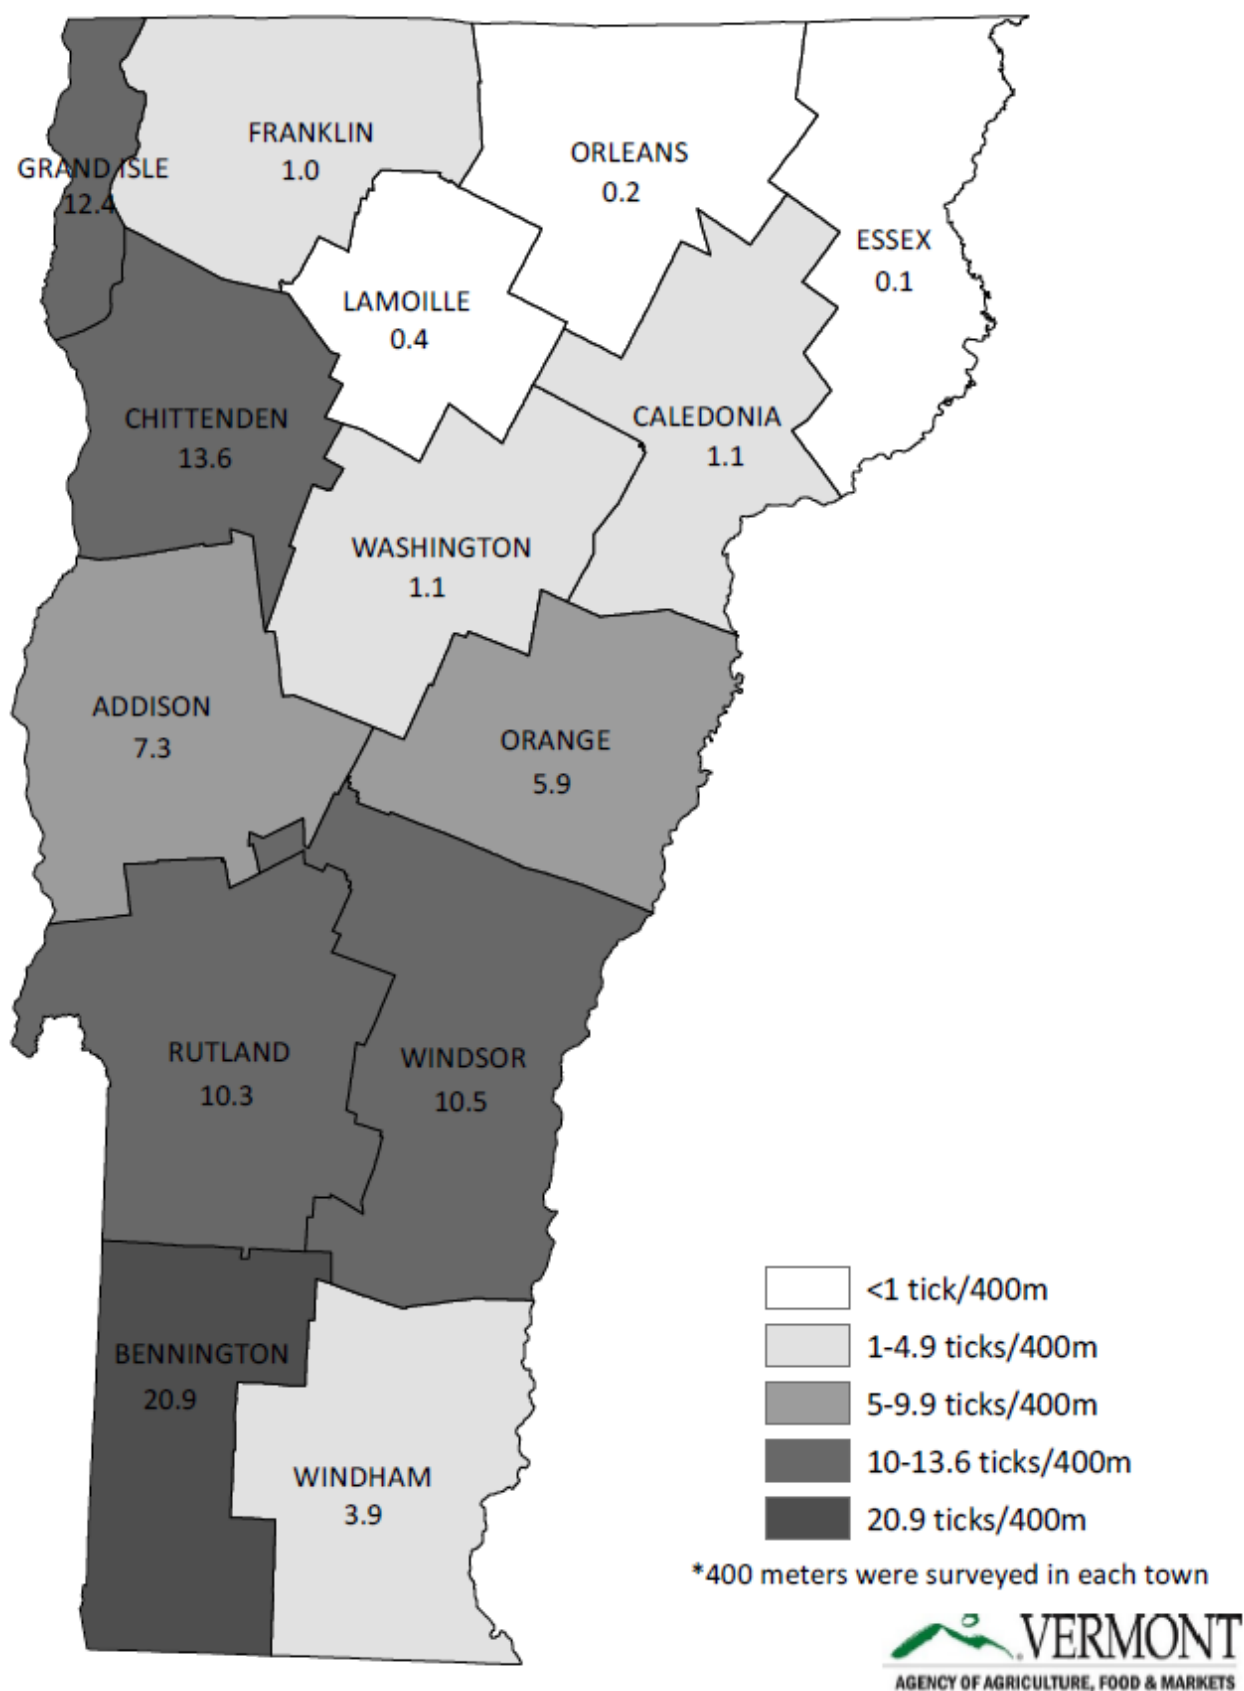 FRANKLIN
1.0
ORLEANS
0.2
GRAND ISLE
12.4
ESSEX
0.1
LAMOILLE
0.4
CHITTENDEN
13.6
CALEDONIA
1.1
WASHINGTON
1.1
ADDISON
7.3
ORANGE
5.9
RUTLAND
10.3
WINDSOR
10.5
BENNINGTON
20.9
WINDHAM
3.9
<1 tick/400m
1-4.9 ticks/400m
5-9.9 ticks/400m
10-13.6 ticks/400m
20.9 ticks/400m
*400 meters were surveyed in each town
VERMONT
AGENCY OF AGRICULTURE, FOOD & MARKETS